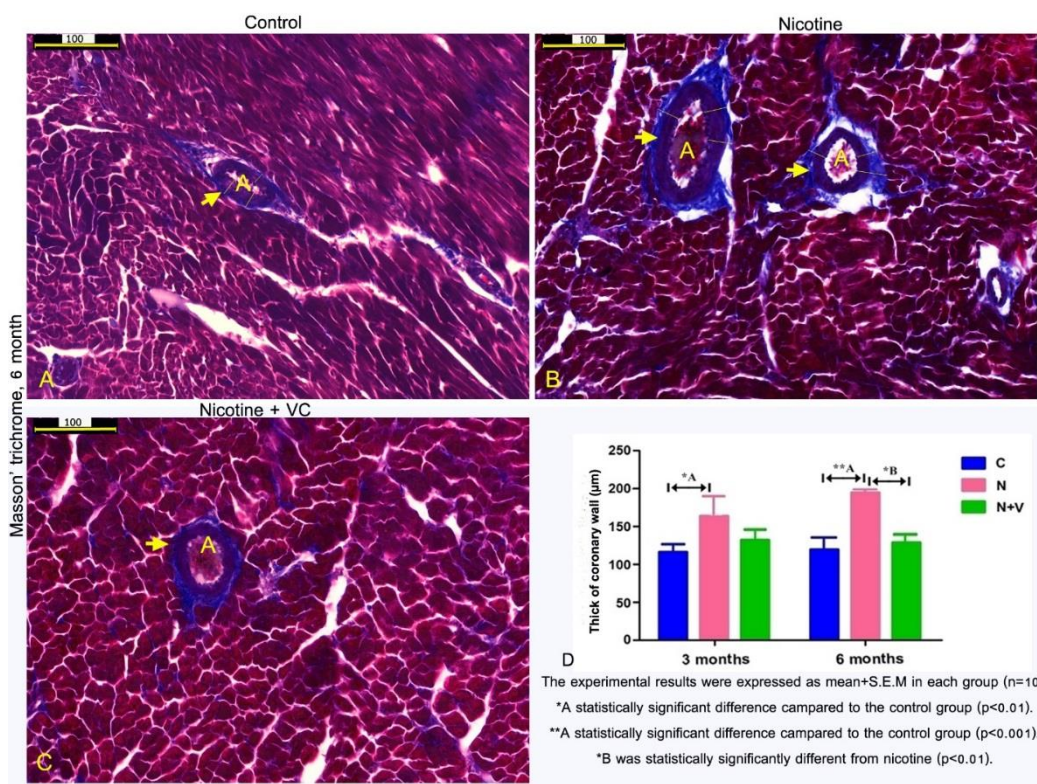 Control
Nicotine
100
100
A
A
A
A
B
Masson' trichrome, 6 month
Nicotine + VC
100
A
C
250
200
150
100
50
0
Thick of coronary wall (µm)
*A
**A
*B
C
N
N+V
3 months
6 months
D
The experimental results were expressed as mean+S.E.M in each group (n=10
*A statistically significant difference campared to the control group (p<0.01).
**A statistically significant difference campared to the control group (p<0.001)
*B was statistically significantly different from nicotine (p<0.01).